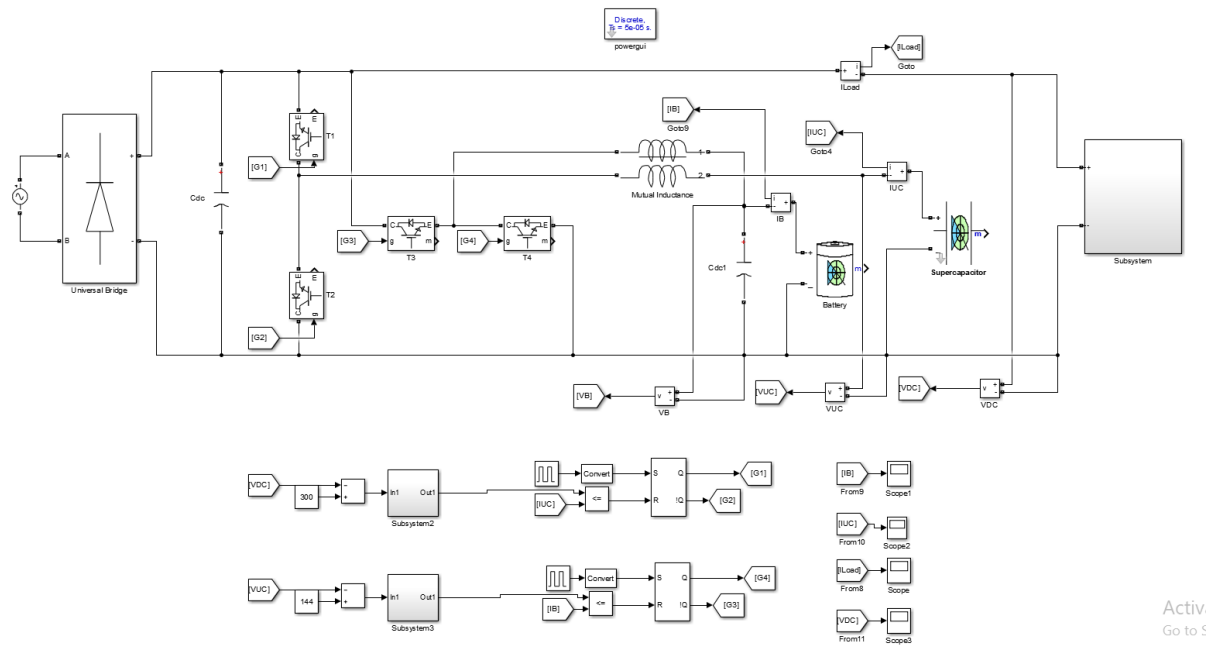 Discrete,
Ts = 5e-05 s.
powergui
[ILoad]
Goto
+ i
-
ILoad
A +
B -
Universal Bridge
Cdc
+
E E
C g
T1
[G1]
E E
C g
T2
[G2]
C E
g m
T3
[G3]
C E
g m
T4
[G4]
1
2
Mutual Inductance
[IB]
Goto9
i
+
-
IB
[IUC]
Goto4
i
+
-
IUC
+
Cdc1
+
_
m
Battery
+
-
m
Supercapacitor
+
-
Subsystem
[VB]
v +
-
VB
[VUC]
v +
-
VUC
[VDC]
v +
-
VDC
[VDC]
300
−
+
In1 Out1
Subsystem2
Convert
[IUC]
<=
S Q
R !Q
[G1]
[G2]
[VUC]
144
−
+
In1 Out1
Subsystem3
Convert
[IB]
<=
S Q
R !Q
[G4]
[G3]
[IB]
From9
Scope1
[IUC]
From10
Scope2
[ILoad]
From8
Scope
[VDC]
From11
Scope3
Activ
Go to S